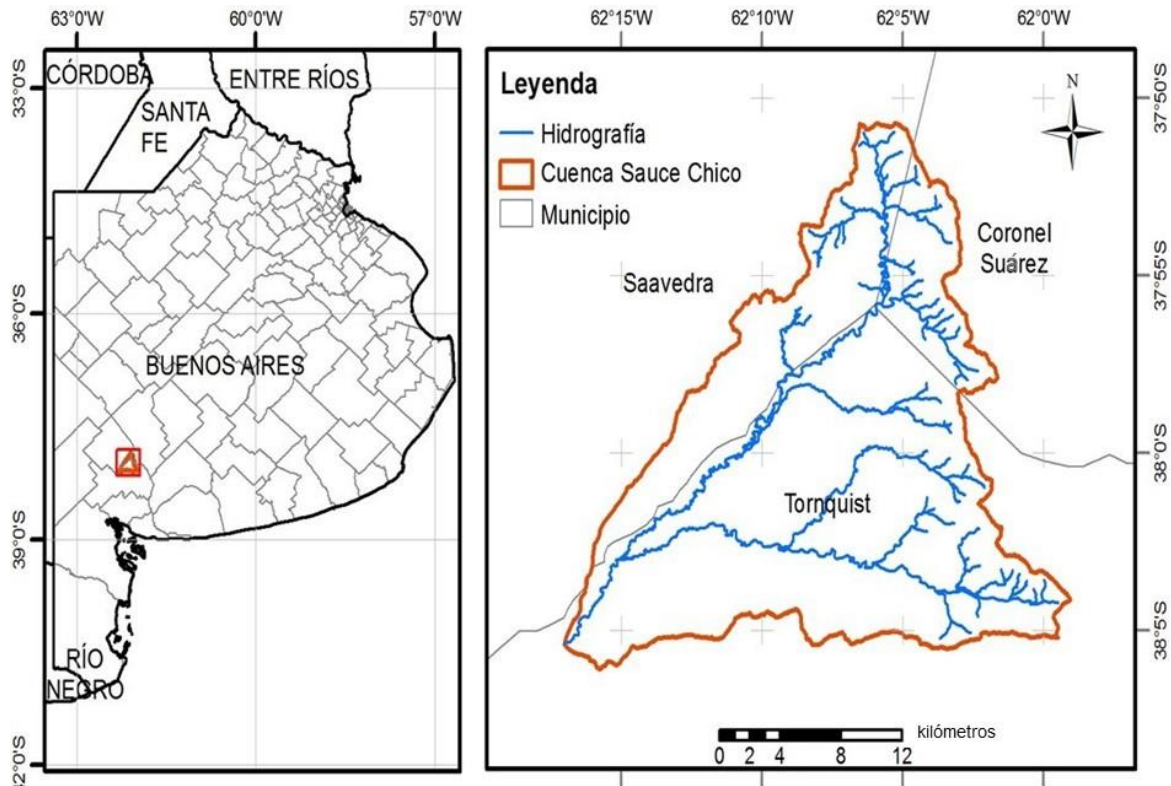 63°0'W 60°0'W 57°0'W
33°0'S
36°0'S
39°0'S
42°0'S
CÓRDOBA
ENTRE RÍOS
SANTA
FE
BUENOS AIRES
RÍO
NEGRO
62°15'W 62°10'W 62°5'W 62°0'W
37°50'S
37°55'S
38°0'S
38°5'S
Leyenda
Hidrografía
Cuenca Sauce Chico
Municipio
N
Coronel
Suárez
Saavedra
Tornquist
0 2 4 8 12
kilómetros